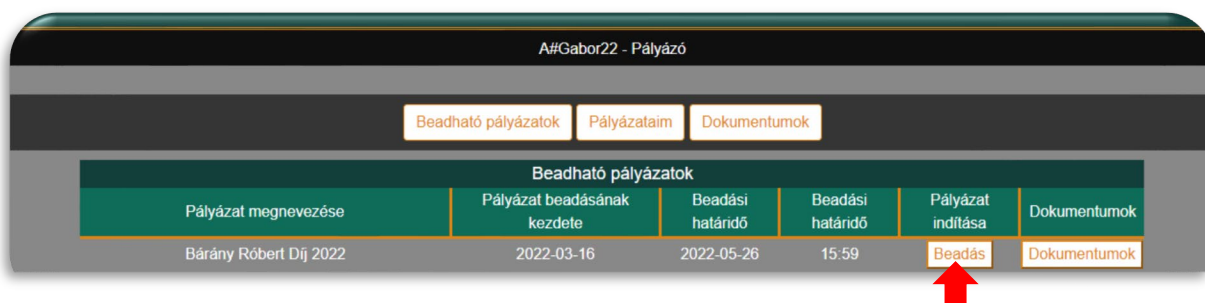 A#Gabor22 - Pályázó
Beadható pályázatok Pályázataim Dokumentumok
Beadható pályázatok
Pályázat megnevezése
Pályázat beadásának
kezdete
Beadási
határidő
Beadási
határidő
Pályázat
indítása
Dokumentumok
Bárány Róbert Díj 2022 2022-03-16 2022-05-26 15:59 Beadás Dokumentumok